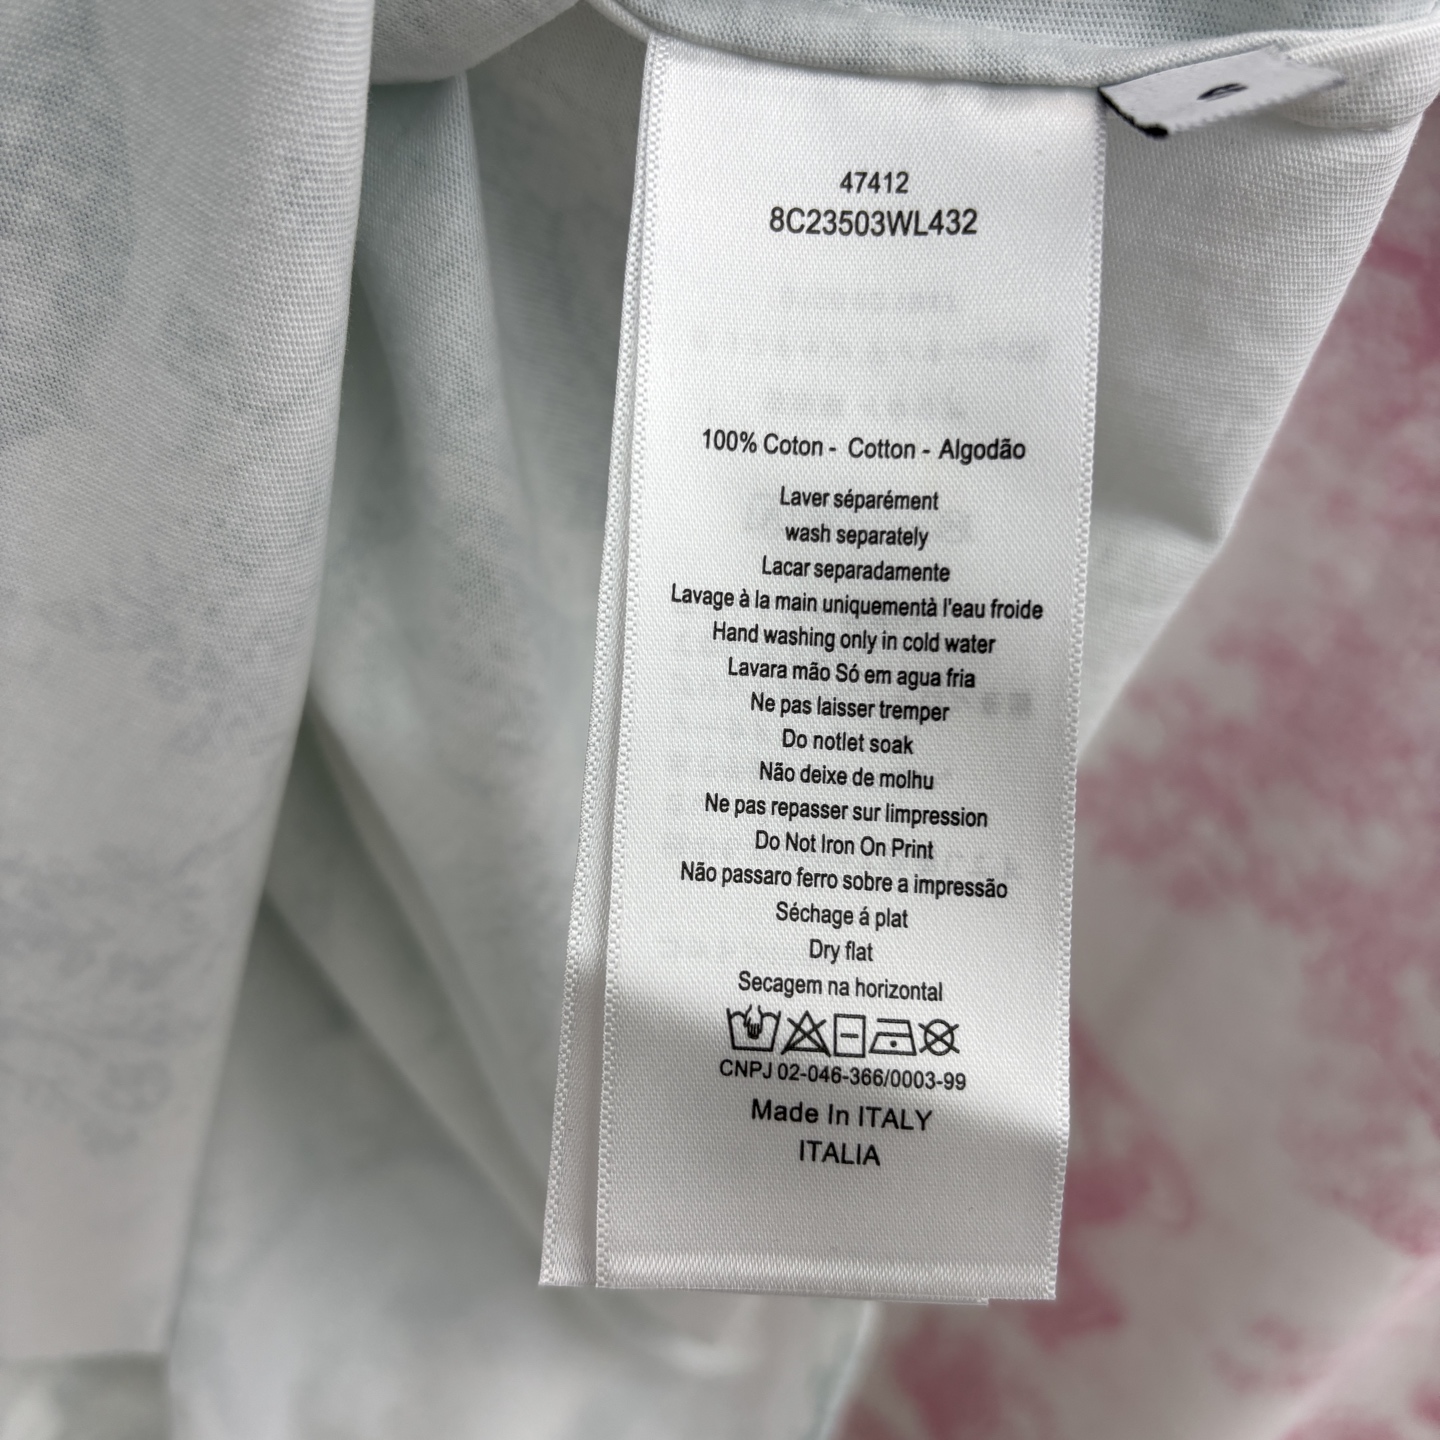 47412
8C23503WL432
100% Coton - Cotton - Algodão
Laver séparément
wash separately
Lacar separadamente
Lavage à la main uniquementà l'eau froide
Hand washing only in cold water
Lavara mão Só em agua fria
Ne pas laisser tremper
Do notlet soak
Não deixe de molhu
Ne pas repasser sur limpression
Do Not Iron On Print
Não passaro ferro sobre a impressão
Séchage á plat
Dry flat
Secagem na horizontal
CNPJ 02-046-366/0003-99
Made In ITALY
ITALIA